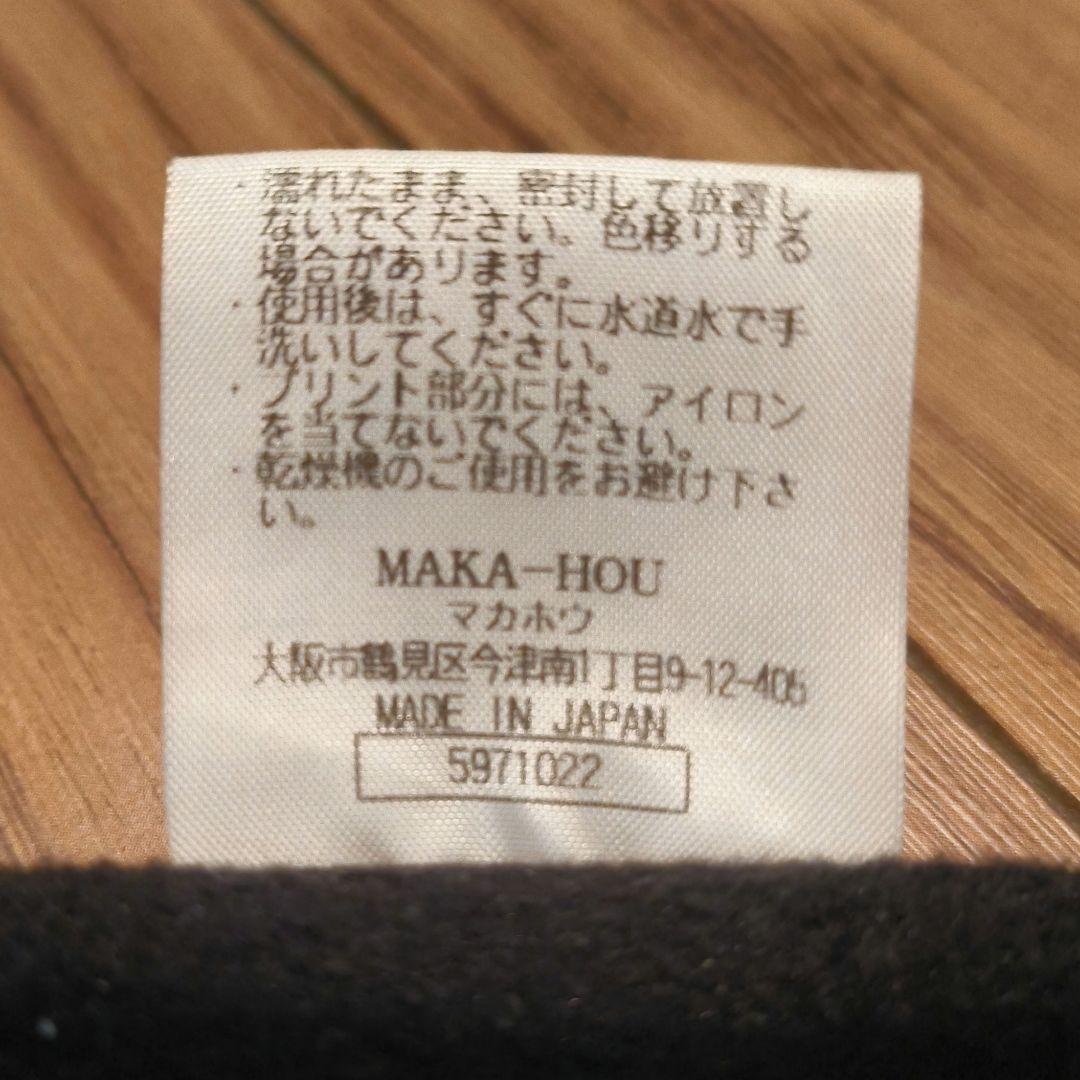 ・濡れたまま、密封して放置し
ないでください。色移りする
場合があります。
・使用後は、すぐに水道水で手
洗いしてください。
・プリント部分には、アイロン
を当てないでください。
・乾燥機のご使用をお避け下さ
い。
MAKA-HOU
マカホウ
大阪市鶴見区今津南1丁目9-12-405
MADE IN JAPAN
5971022